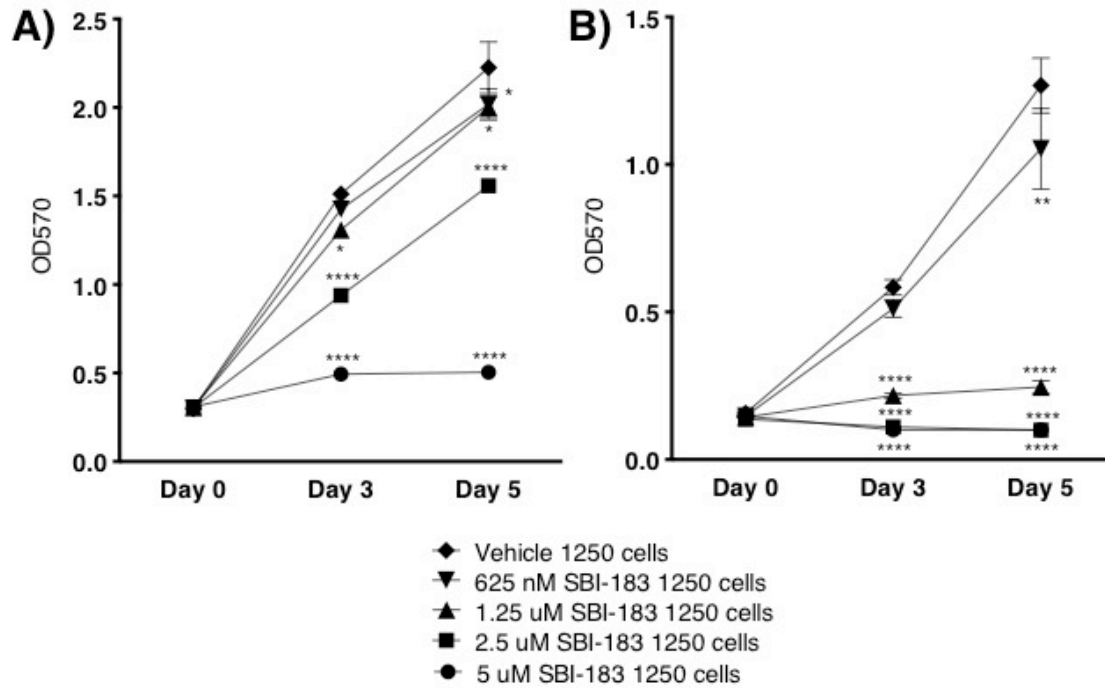 A)
2.5
2.0
1.5
1.0
0.5
0.0
OD570
*
*
****
*
****
****
****
Day 0 Day 3 Day 5
B)
1.5
1.0
0.5
0.0
OD570
**
****
****
****
****
****
****
Day 0 Day 3 Day 5
Vehicle 1250 cells
625 nM SBI-183 1250 cells
1.25 uM SBI-183 1250 cells
2.5 uM SBI-183 1250 cells
5 uM SBI-183 1250 cells